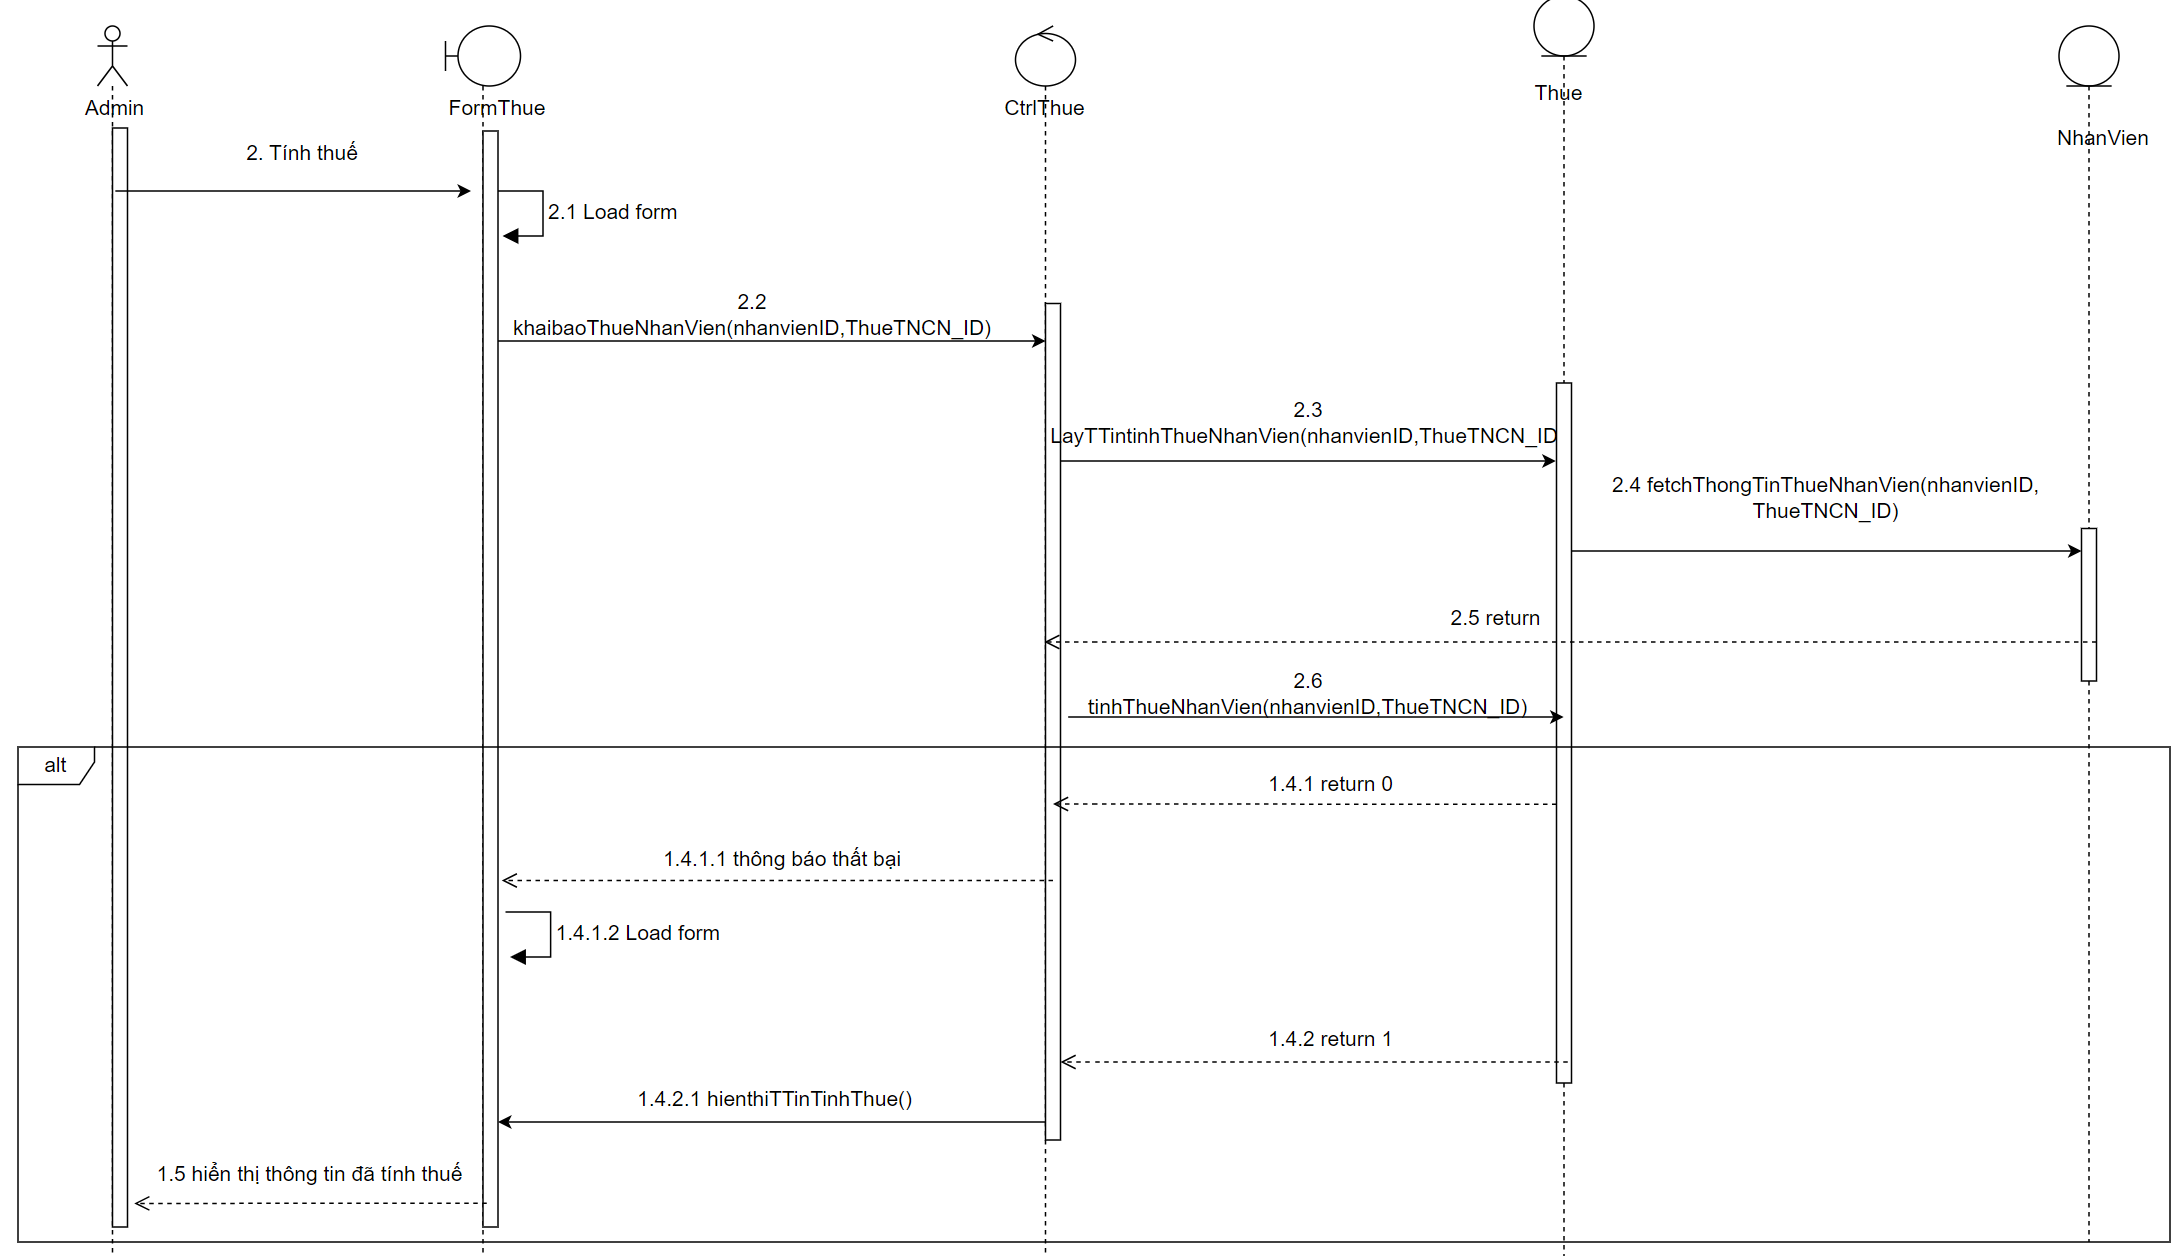 Admin
FormThue
CtrlThue
Thue
NhanVien
2. Tính thuế
2.1 Load form
2.2
khaibaoThueNhanVien(nhanvienID,ThueTNCN_ID)
2.3
LayTTintinhThueNhanVien(nhanvienID,ThueTNCN_ID
2.4 fetchThongTinThueNhanVien(nhanvienID,
ThueTNCN_ID)
2.5 return
2.6
tinhThueNhanVien(nhanvienID,ThueTNCN_ID)
alt
1.4.1 return 0
1.4.1.1 thông báo thất bại
1.4.1.2 Load form
1.4.2 return 1
1.4.2.1 hienthiTTinTinhThue()
1.5 hiển thị thông tin đã tính thuế